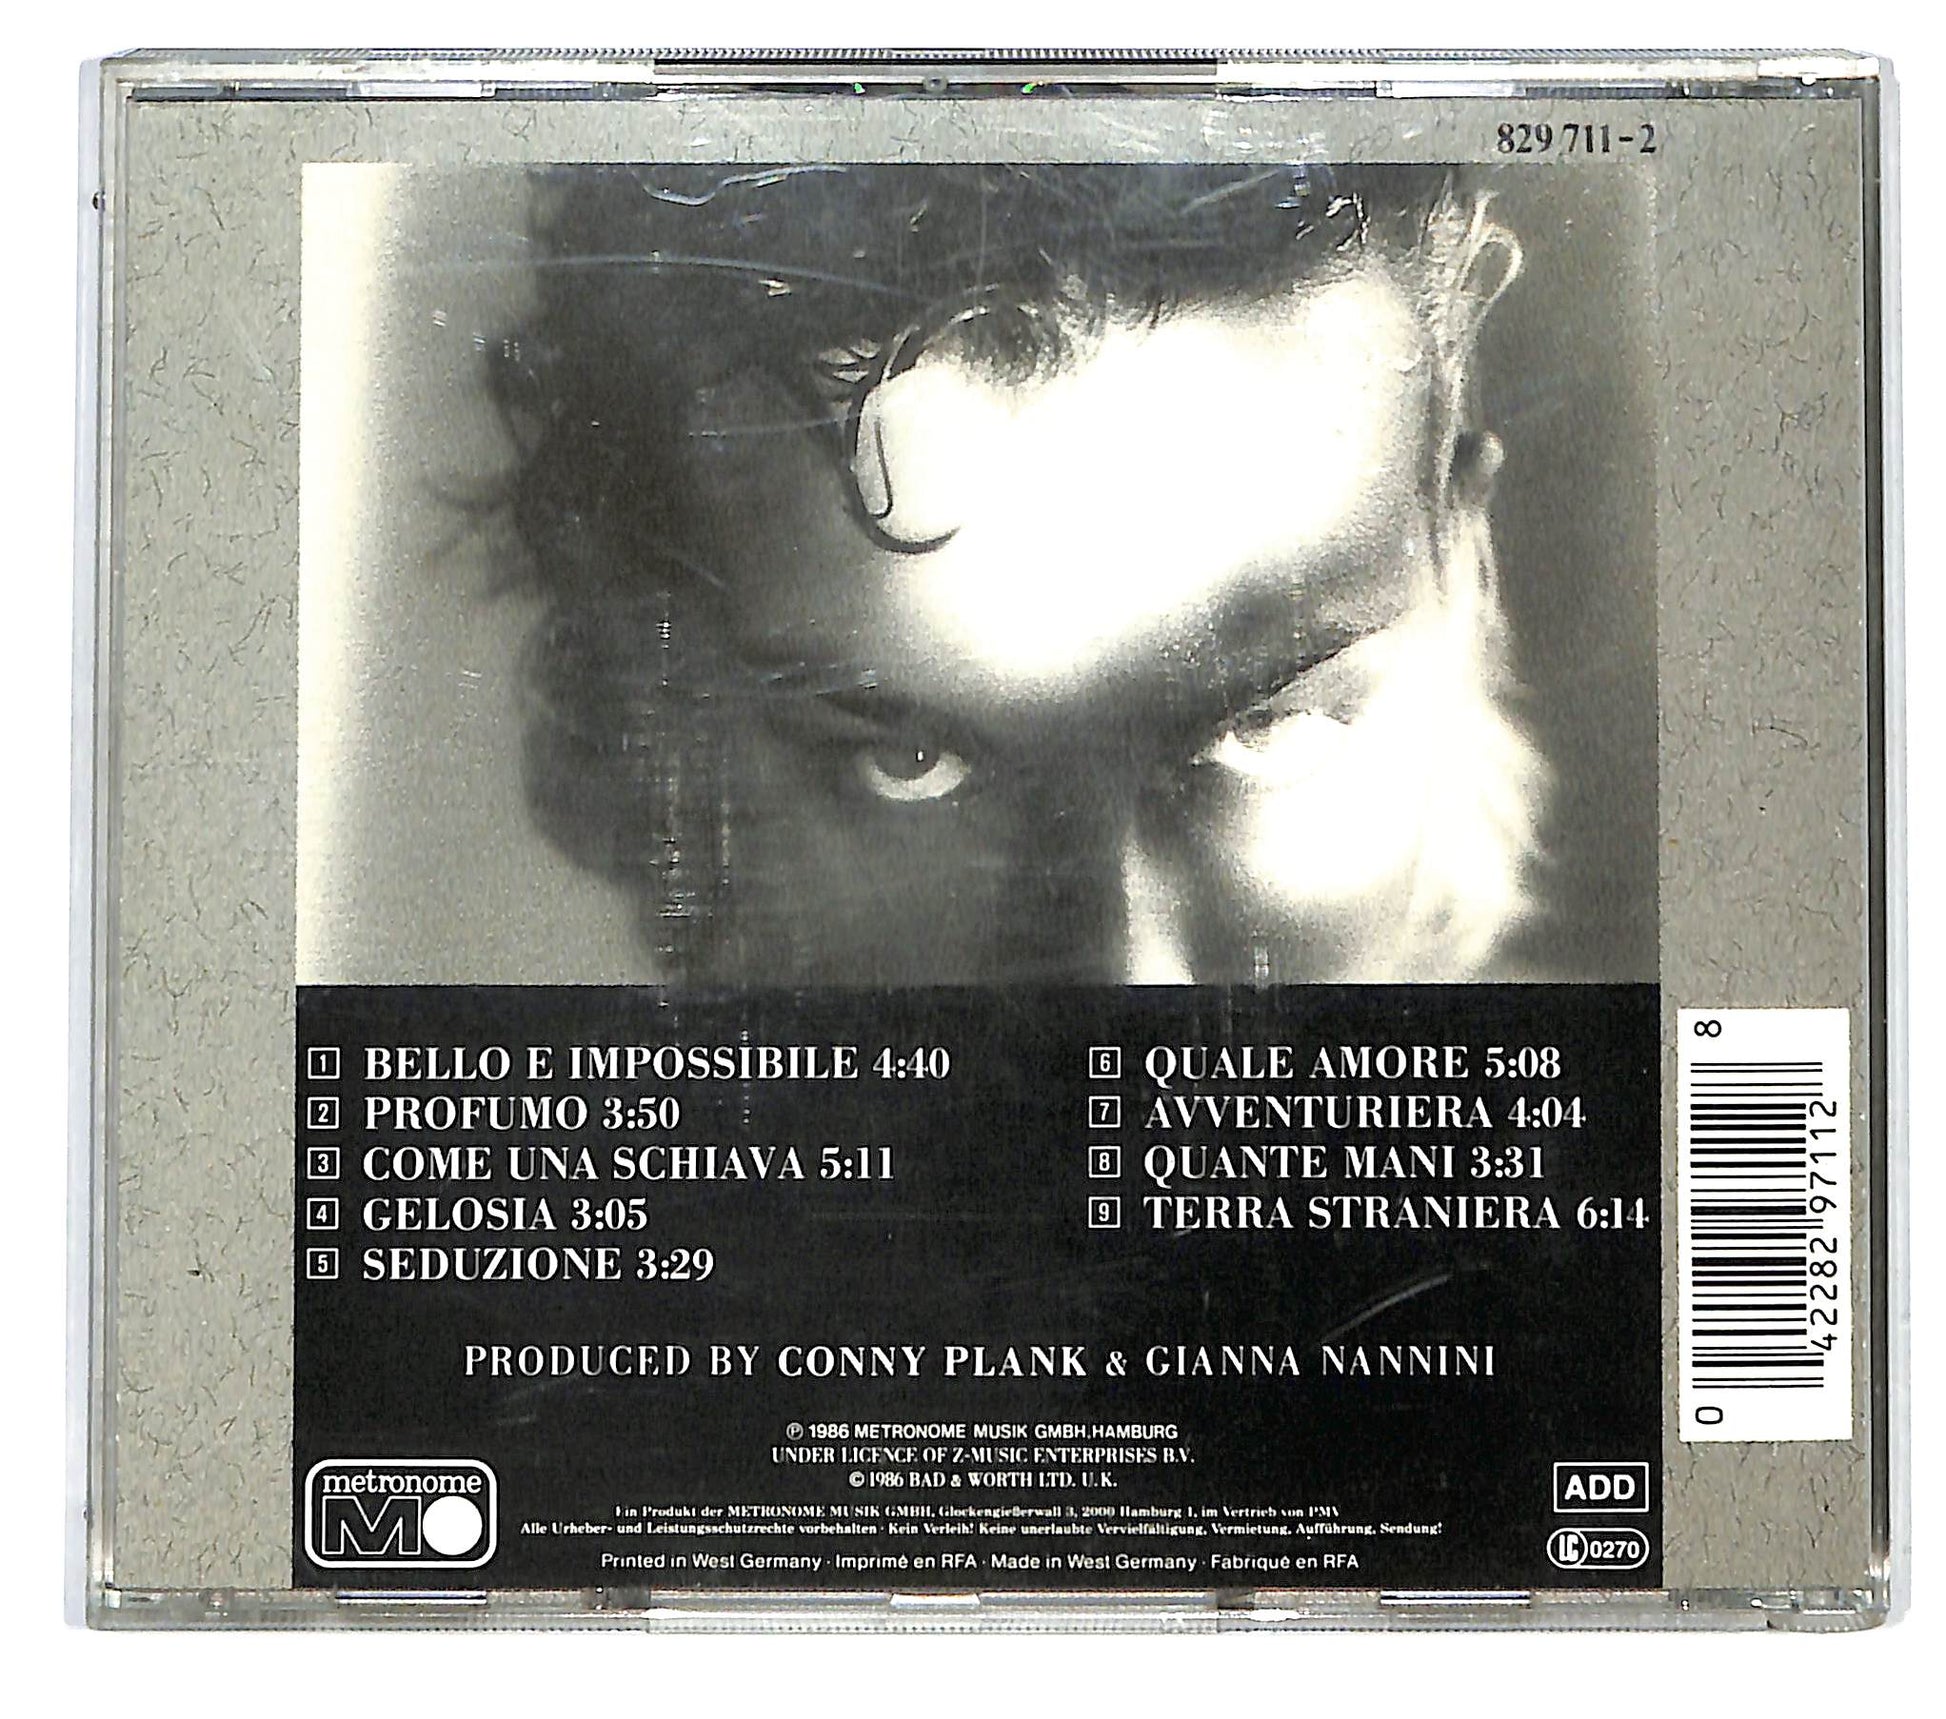 829 711-2
1 BELLO E IMPOSSIBILE 4:40
2 PROFUMO 3:50
3 COME UNA SCHIAVA 5:11
4 GELOSIA 3:05
5 SEDUZIONE 3:29
6 QUALE AMORE 5:08
7 AVVENTURIERA 4:04
8 QUANTE MANI 3:31
9 TERRA STRANIERA 6:14
PRODUCED BY CONNY PLANK & GIANNA NANNINI
℗ 1986 METRONOME MUSIK GMBH.HAMBURG
UNDER LICENCE OF Z-MUSIC ENTERPRISES B.V.
© 1986 BAD & WORTH LTD. U.K.
Ein Produkt der METRONOME MUSIK GMBH, Glockengießerwall 3, 2000 Hamburg 1, im Vertrieb von PMV
Alle Urheber- und Leistungsschutzrechte vorbehalten · Kein Verleih! Keine unerlaubte Vervielfältigung, Vermietung, Aufführung, Sendung!
Printed in West Germany · Imprimé en RFA · Made in West Germany · Fabriqué en RFA
metronome
M
ADD
LC 0270
0 42282 97112 8